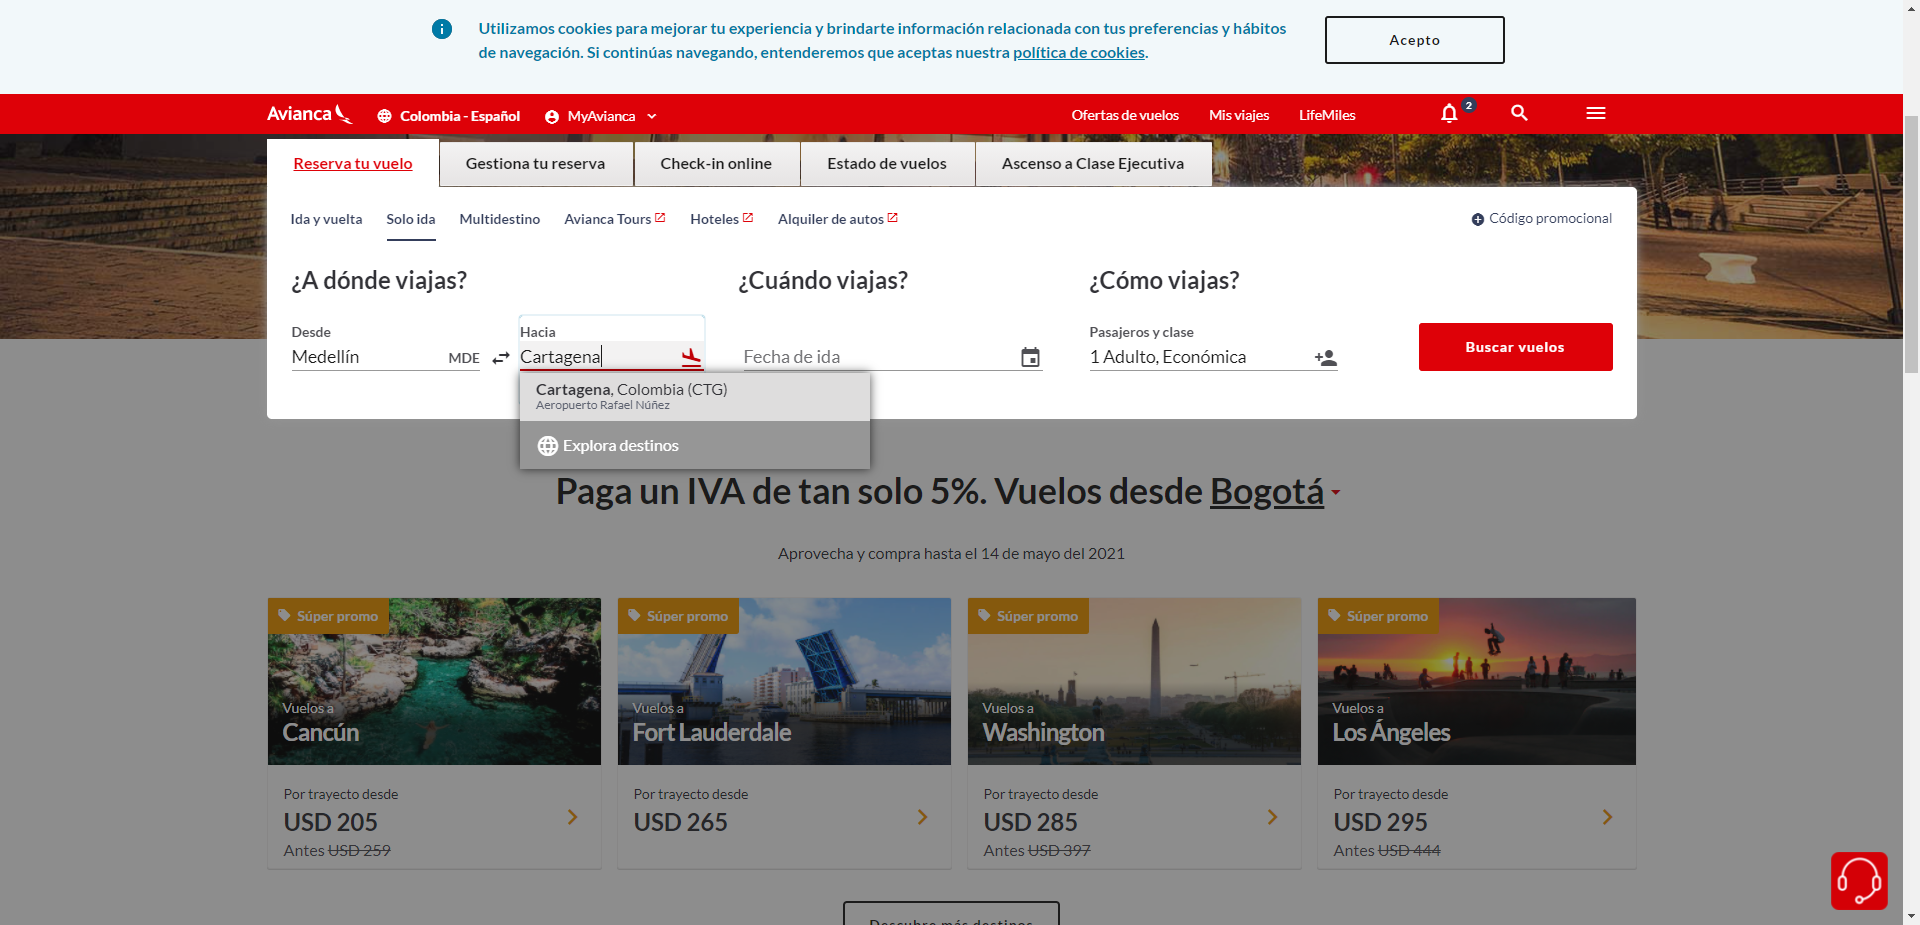 Utilizamos cookies para mejorar tu experiencia y brindarte información relacionada con tus preferencias y hábitos
de navegación. Si continúas navegando, entenderemos que aceptas nuestra política de cookies.
Acepto
Avianca
Colombia - Español
MyAvianca
Ofertas de vuelos
Mis viajes
LifeMiles
2
Reserva tu vuelo
Gestiona tu reserva
Check-in online
Estado de vuelos
Ascenso a Clase Ejecutiva
Ida y vuelta
Solo ida
Multidestino
Avianca Tours
Hoteles
Alquiler de autos
Código promocional
¿A dónde viajas?
¿Cuándo viajas?
¿Cómo viajas?
Desde
Medellín MDE
Hacia
Cartagena
Fecha de ida
Pasajeros y clase
1 Adulto, Económica
Buscar vuelos
Cartagena, Colombia (CTG)
Aeropuerto Rafael Núñez
Explora destinos
Paga un IVA de tan solo 5%. Vuelos desde Bogotá
Aprovecha y compra hasta el 14 de mayo del 2021
Súper promo
Vuelos a
Cancún
Por trayecto desde
USD 205
Antes USD 259
Súper promo
Vuelos a
Fort Lauderdale
Por trayecto desde
USD 265
Súper promo
Vuelos a
Washington
Por trayecto desde
USD 285
Antes USD 397
Súper promo
Vuelos a
Los Ángeles
Por trayecto desde
USD 295
Antes USD 444
Descubre más destinos